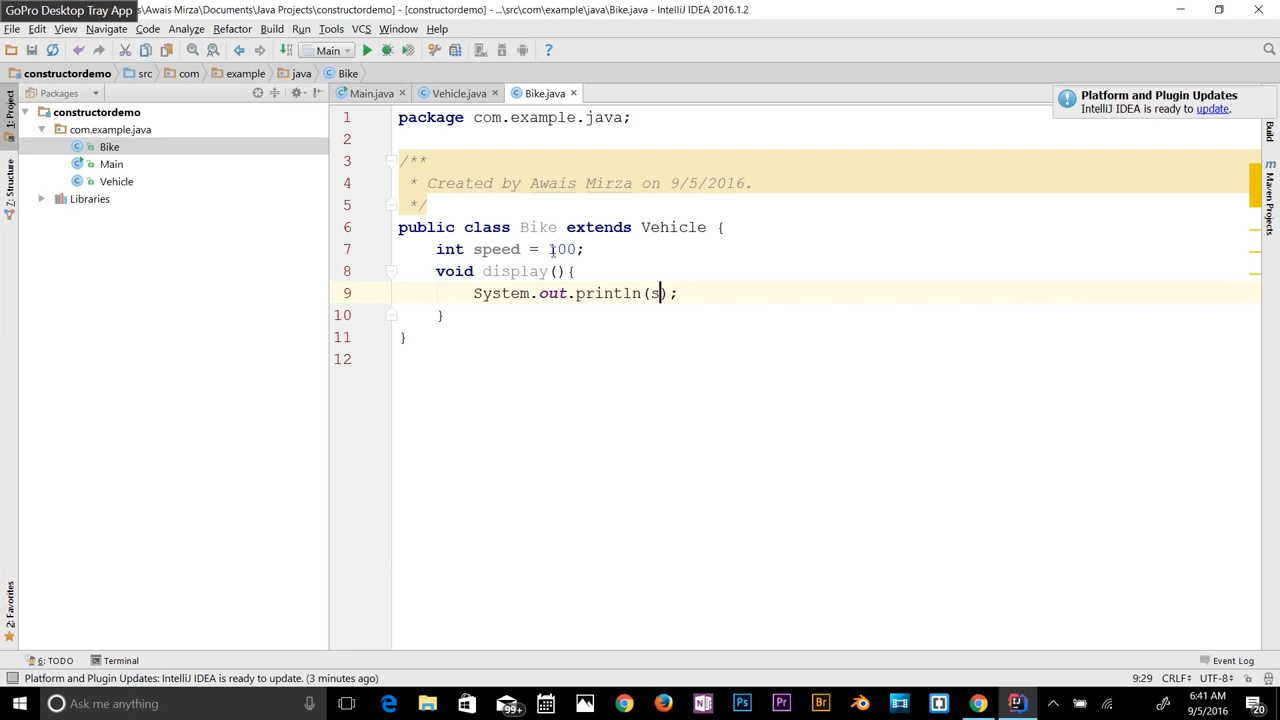 GoPro Desktop Tray App
s\Awais Mirza\Documents\Java Projects\constructordemo] - [constructordemo] - ...\src\com\example\java\Bike.java - IntelliJ IDEA 2016.1.2
File Edit View Navigate Code Analyze Refactor Build Run Tools VCS Window Help
Main
constructordemo src com example java Bike
Packages
Main.java Vehicle.java Bike.java
Platform and Plugin Updates
IntelliJ IDEA is ready to update.
1: Project
Z: Structure
2: Favorites
constructordemo
com.example.java
Bike
Main
Vehicle
Libraries
1 package com.example.java;
2
3 /**
4 * Created by Awais Mirza on 9/5/2016.
5 */
6 public class Bike extends Vehicle {
7 int speed = 100;
8 void display(){
9 System.out.println(s);
10 }
11 }
12
Build
m Maven Projects
6: TODO Terminal Event Log
Platform and Plugin Updates: IntelliJ IDEA is ready to update. (3 minutes ago) 9:29 CRLF÷ UTF-8÷
Ask me anything
99+
6:41 AM
9/5/2016
20